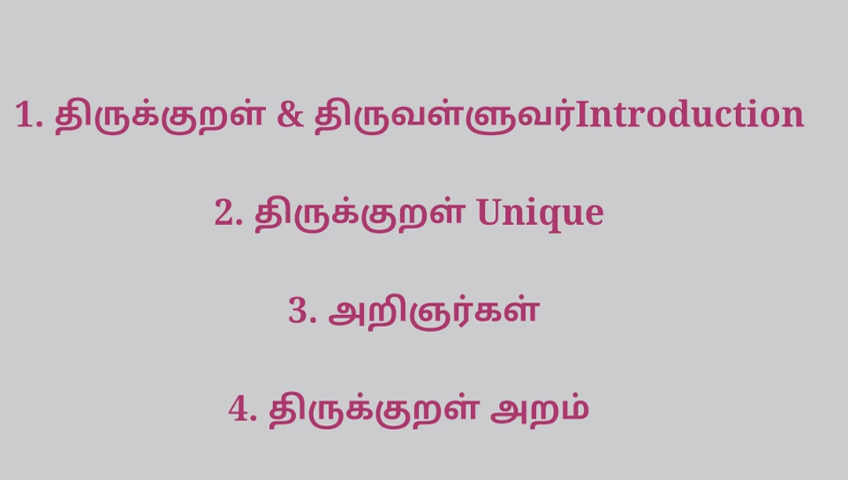 1. திருக்குறள் & திருவள்ளுவர்Introduction
2. திருக்குறள் Unique
3. அறிஞர்கள்
4. திருக்குறள் அறம்